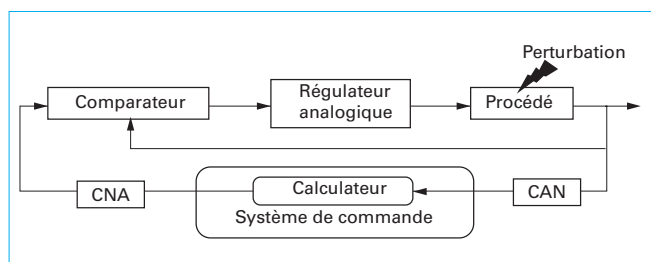 Perturbation
Comparateur
Régulateur
analogique
Procédé
CNA
Calculateur
CAN
Système de commande